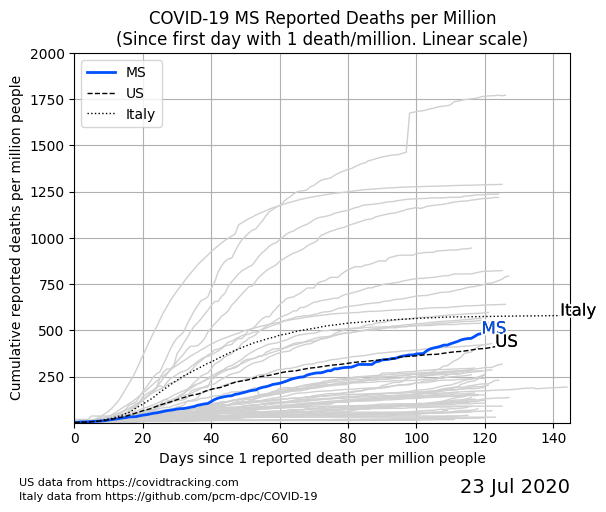 COVID-19 MS Reported Deaths per Million
(Since first day with 1 death/million. Linear scale)
2000
1750
1500
1250
1000
750
500
250
MS
US
Italy
Cumulative reported deaths per million people
Italy
MS
US
0 20 40 60 80 100 120 140
Days since 1 reported death per million people
US data from https://covidtracking.com
Italy data from https://github.com/pcm-dpc/COVID-19
23 Jul 2020